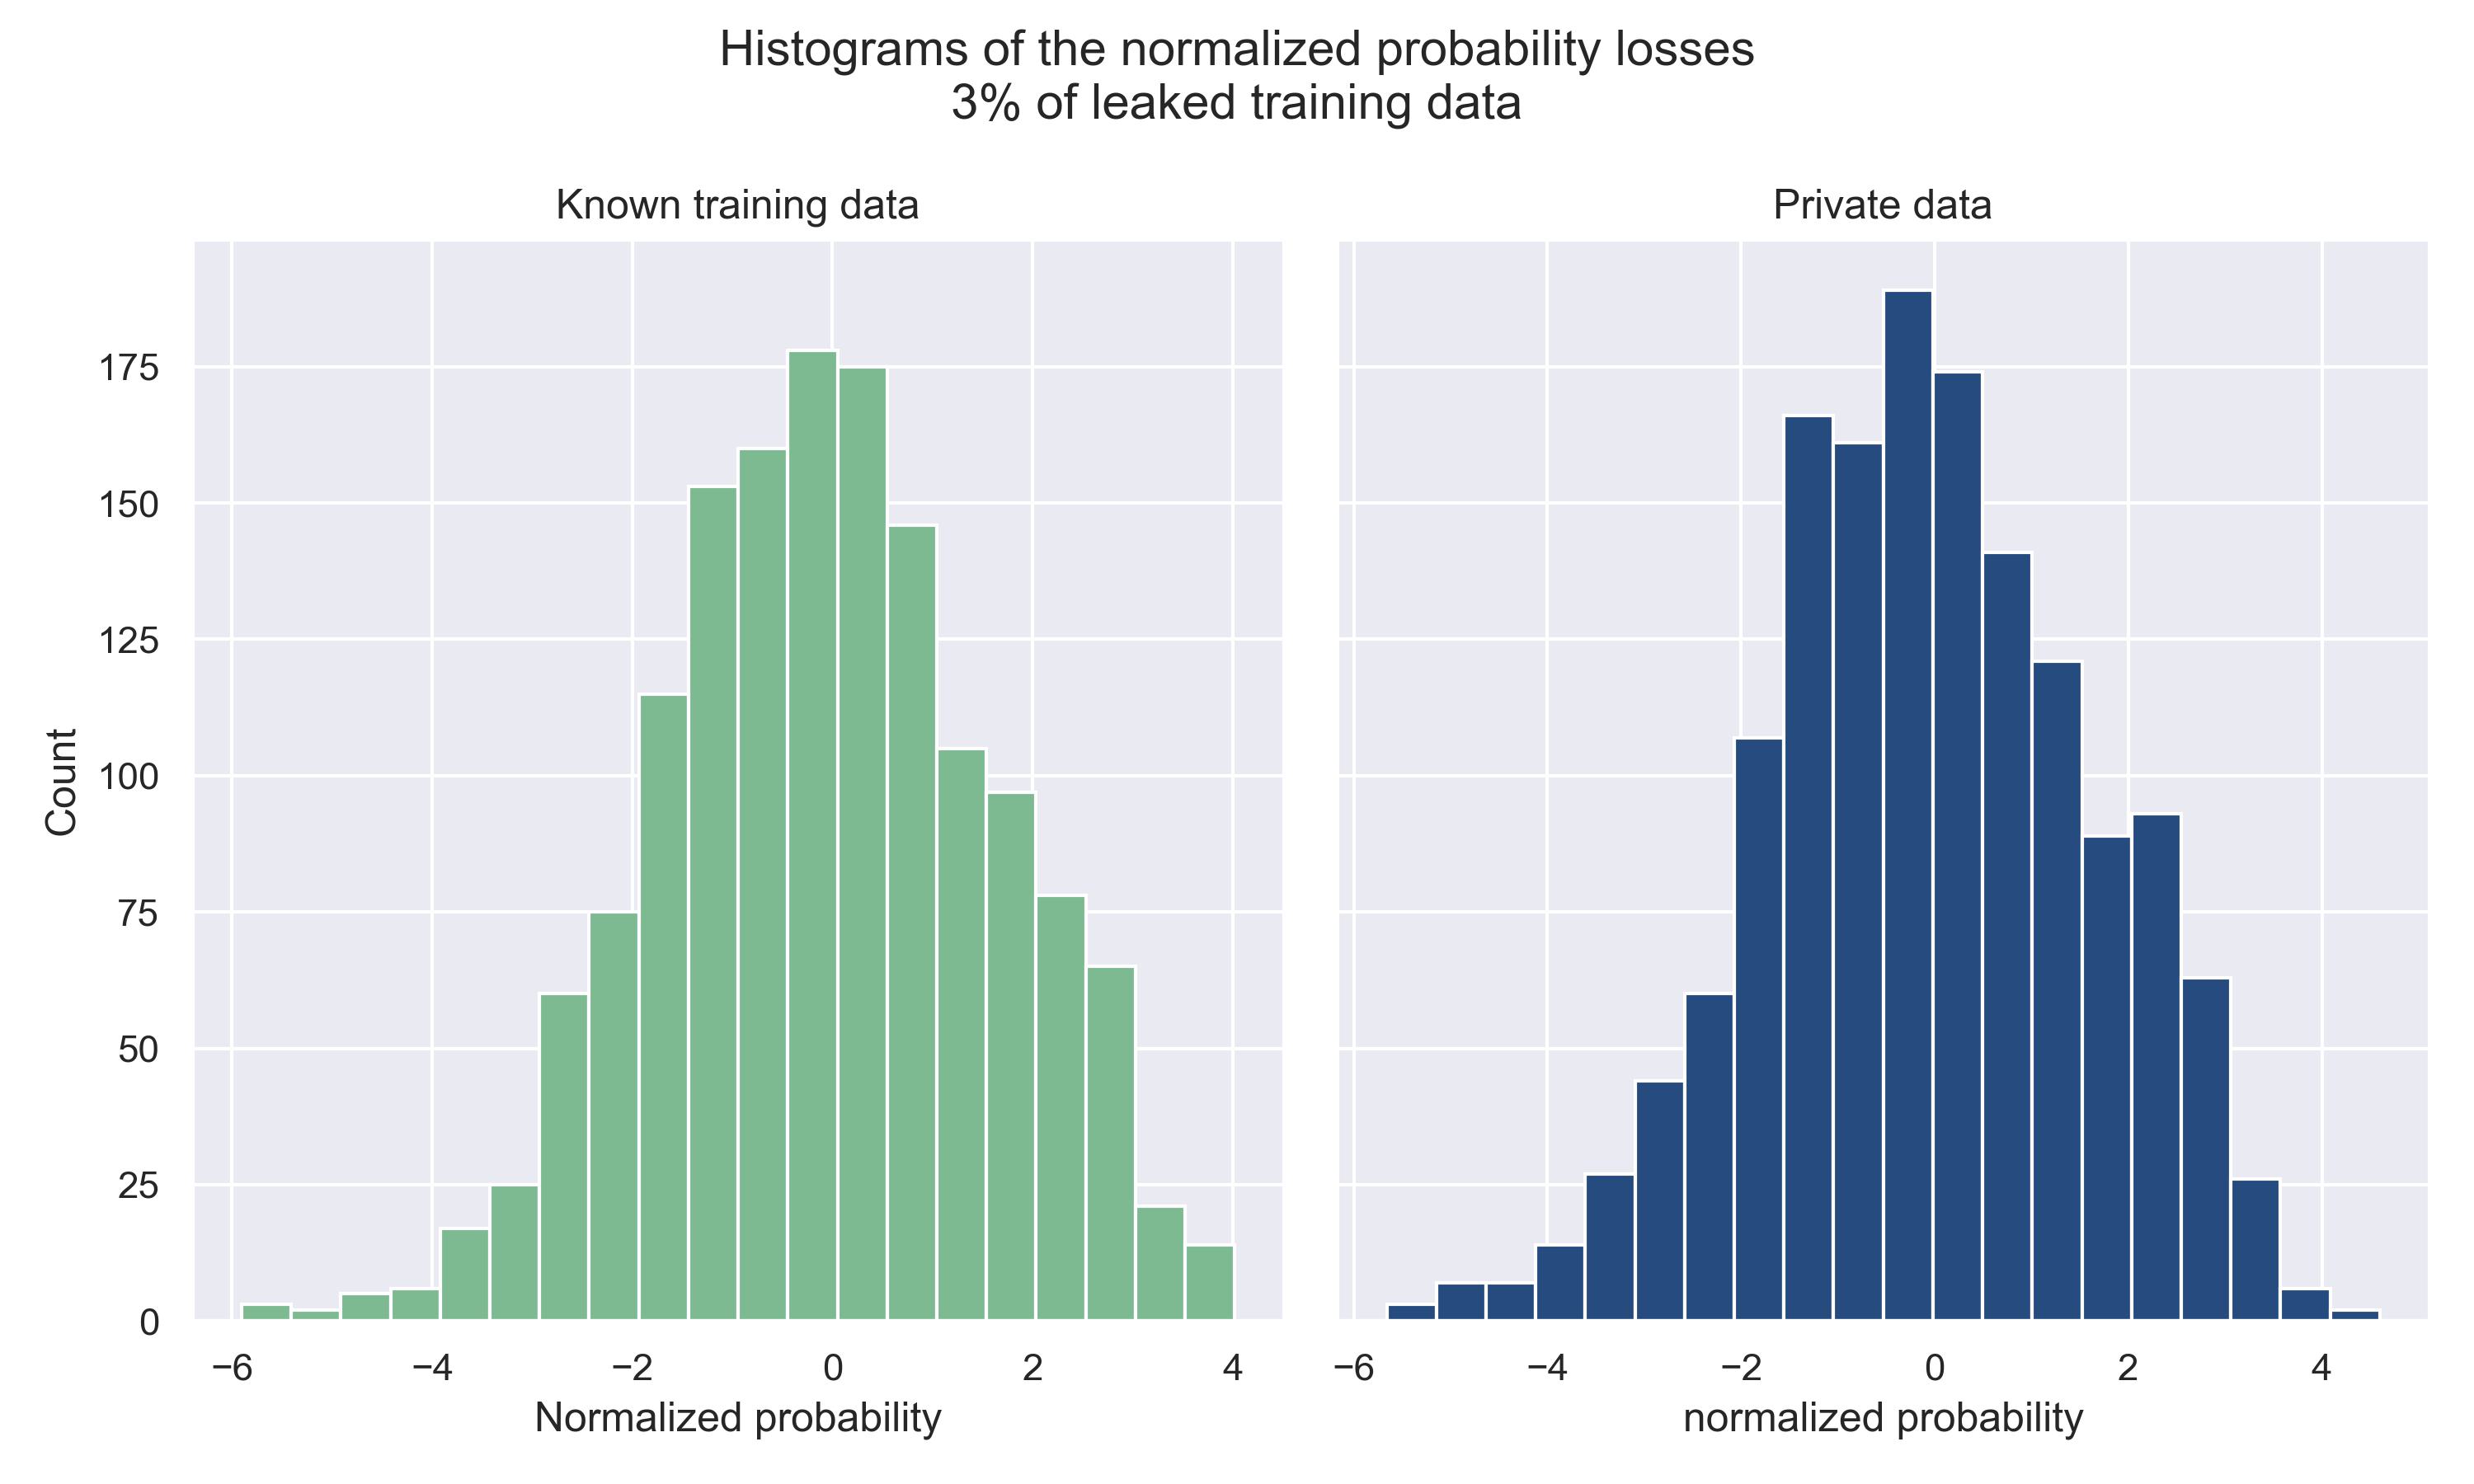 Histograms of the normalized probability losses
3% of leaked training data
Known training data
Private data
Count
175
150
125
100
75
50
25
0
−6 −4 −2 0 2 4
−6 −4 −2 0 2 4
Normalized probability
normalized probability